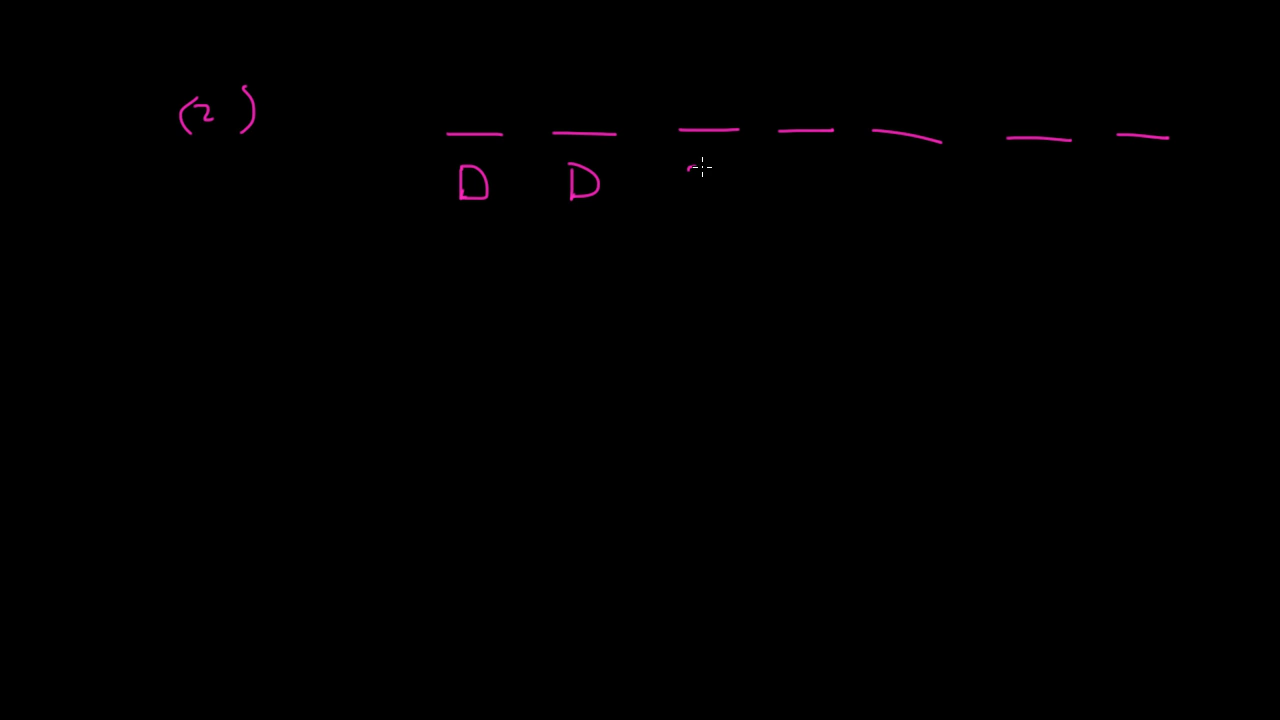 (2) _ _ _ _ _ _ _
D D